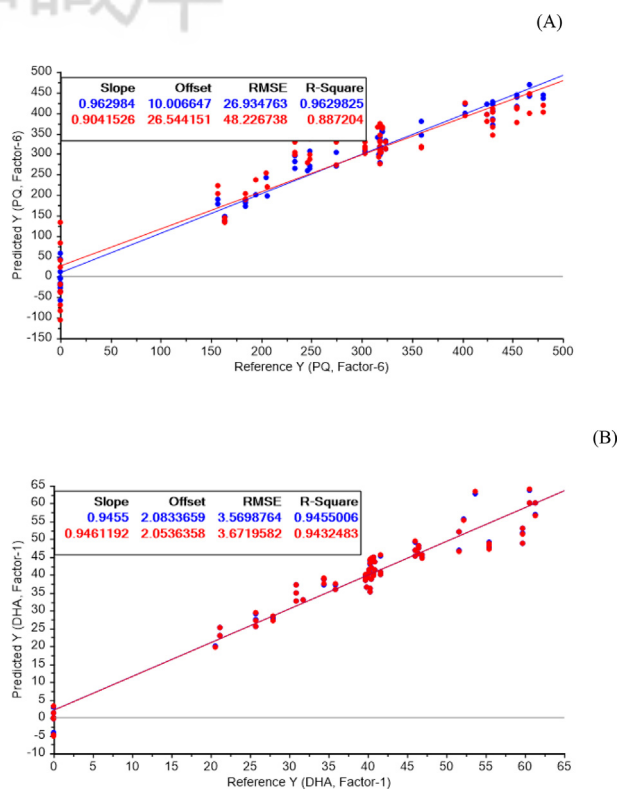 (A)
Slope Offset RMSE R-Square
0.962984 10.006647 26.934763 0.9629825
0.9041526 26.544151 48.226738 0.887204
500
450
400
350
300
250
200
150
100
50
0
-50
-100
-150
Predicted Y (PQ, Factor-6)
0 50 100 150 200 250 300 350 400 450 500
Reference Y (PQ, Factor-6)
(B)
Slope Offset RMSE R-Square
0.9455 2.0833659 3.5698764 0.9455006
0.9461192 2.0536358 3.6719582 0.9432483
65
60
55
50
45
40
35
30
25
20
15
10
5
0
-5
-10
Predicted Y (DHA, Factor-1)
0 5 10 15 20 25 30 35 40 45 50 55 60 65
Reference Y (DHA, Factor-1)